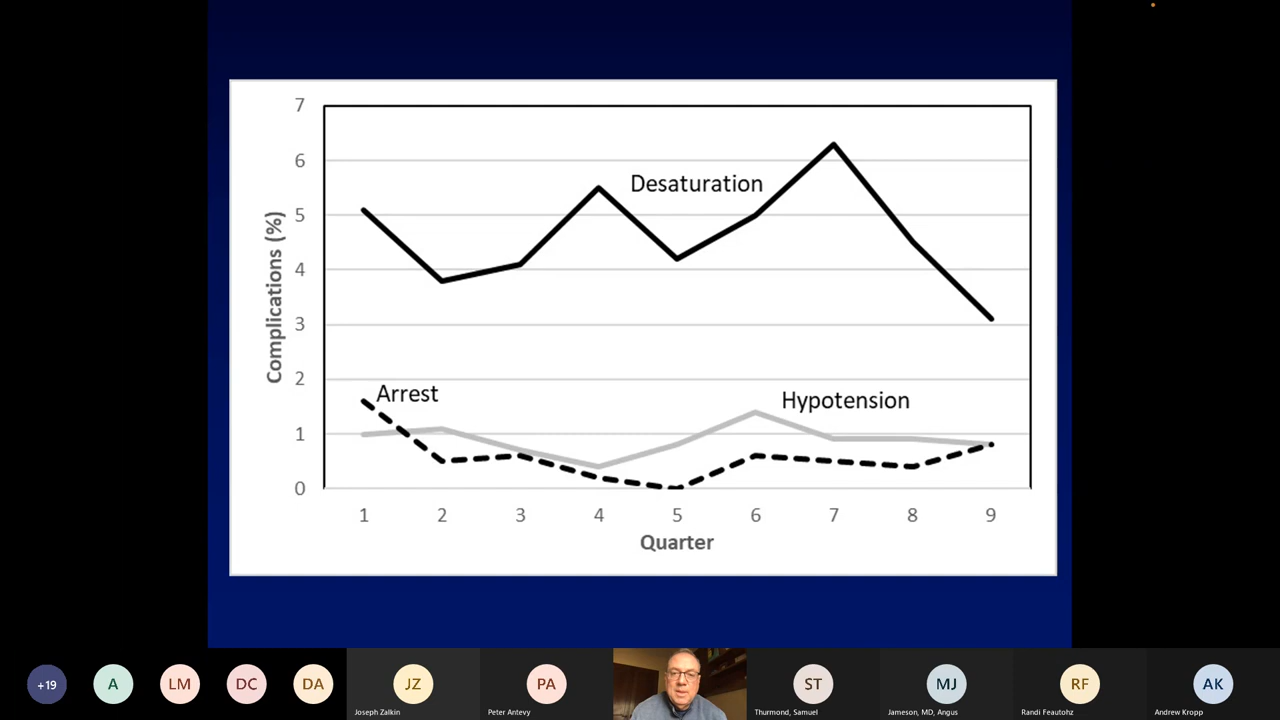 7
6
5
4
3
2
1
0
Complications (%)
Desaturation
Arrest
Hypotension
1 2 3 4 5 6 7 8 9
Quarter
+19 A LM DC DA JZ PA ST MJ RF AK
Joseph Zalkin Peter Antevy Thurmond, Samuel Jameson, MD, Angus Randi Feautohz Andrew Kropp